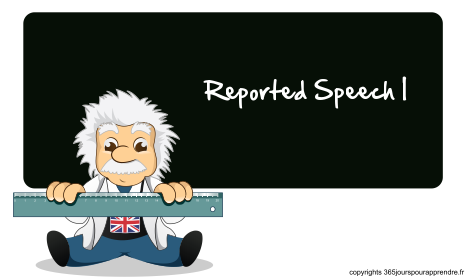 Reported Speech 1
copyrights 365jourspourapprendre.fr